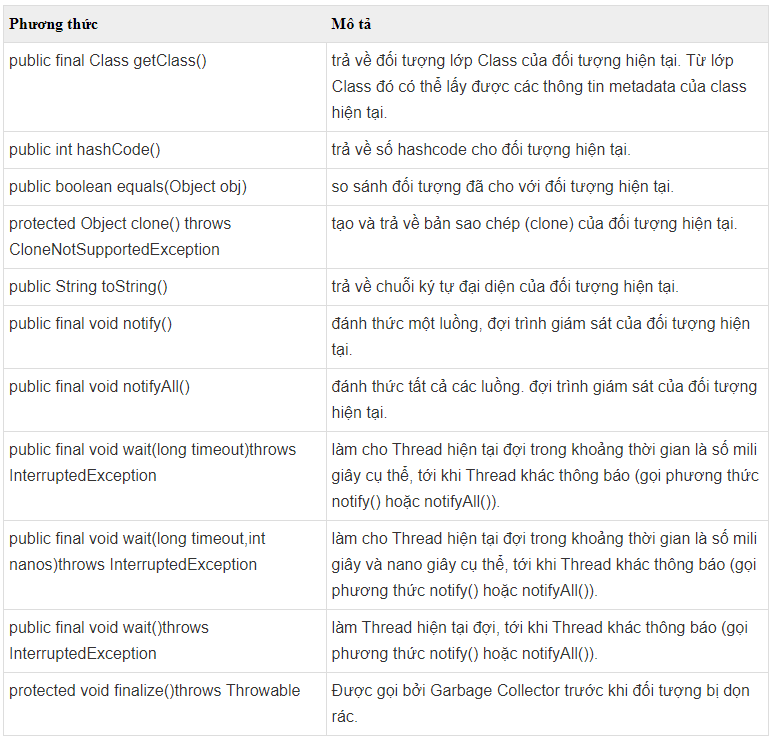 Phương thức
Mô tả
public final Class getClass()
trả về đối tượng lớp Class của đối tượng hiện tại. Từ lớp
Class đó có thể lấy được các thông tin metadata của class
hiện tại.
public int hashCode()
trả về số hashcode cho đối tượng hiện tại.
public boolean equals(Object obj)
so sánh đối tượng đã cho với đối tượng hiện tại.
protected Object clone() throws
CloneNotSupportedException
tạo và trả về bản sao chép (clone) của đối tượng hiện tại.
public String toString()
trả về chuỗi ký tự đại diện của đối tượng hiện tại.
public final void notify()
đánh thức một luồng, đợi trình giám sát của đối tượng hiện
tại.
public final void notifyAll()
đánh thức tất cả các luồng. đợi trình giám sát của đối tượng
hiện tại.
public final void wait(long timeout)throws
InterruptedException
làm cho Thread hiện tại đợi trong khoảng thời gian là số mili
giây cụ thể, tới khi Thread khác thông báo (gọi phương thức
notify() hoặc notifyAll()).
public final void wait(long timeout,int
nanos)throws InterruptedException
làm cho Thread hiện tại đợi trong khoảng thời gian là số mili
giây và nano giây cụ thể, tới khi Thread khác thông báo (gọi
phương thức notify() hoặc notifyAll()).
public final void wait()throws
InterruptedException
làm Thread hiện tại đợi, tới khi Thread khác thông báo (gọi
phương thức notify() hoặc notifyAll()).
protected void finalize()throws Throwable
Được gọi bởi Garbage Collector trước khi đối tượng bị dọn
rác.